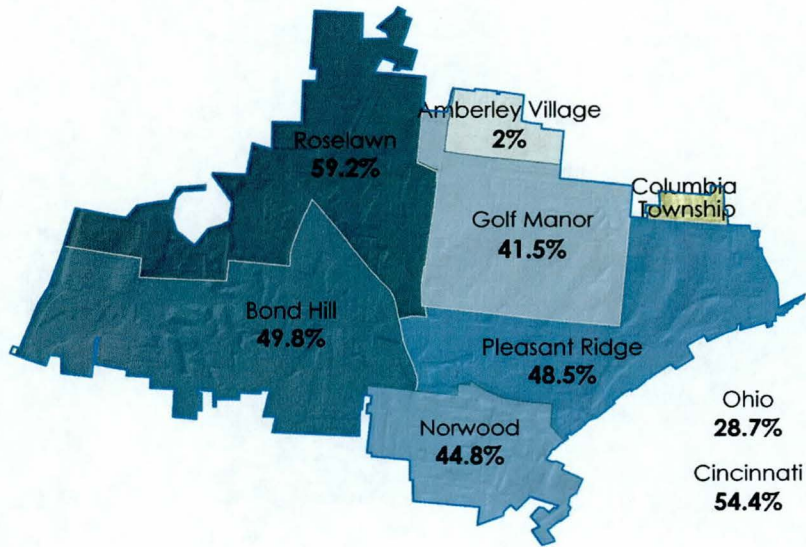 Amberley Village
2%
Roselawn
59.2%
Columbia
Township
Golf Manor
41.5%
Bond Hill
49.8%
Pleasant Ridge
48.5%
Norwood
44.8%
Ohio
28.7%
Cincinnati
54.4%